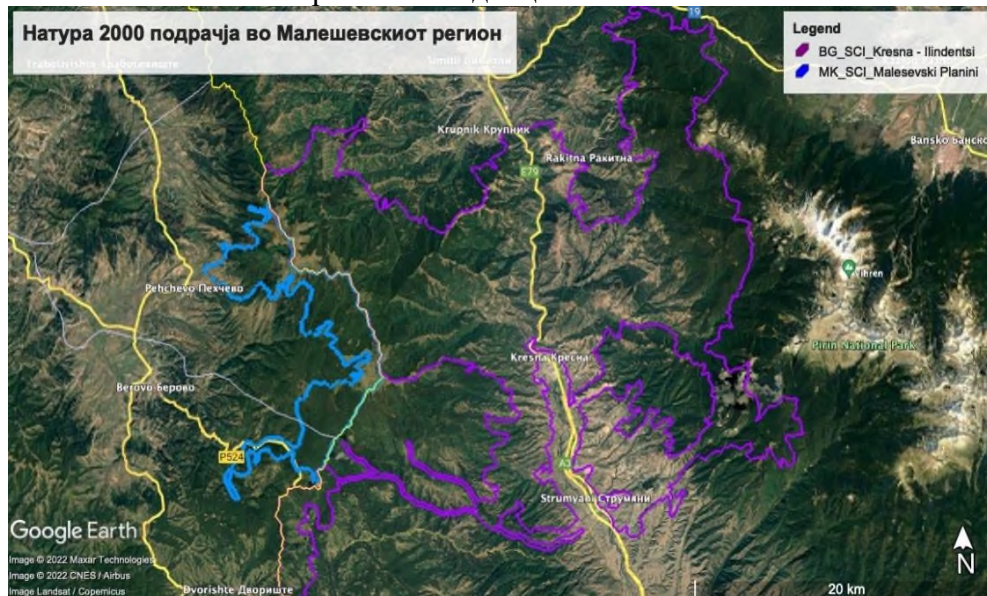 Натура 2000 подрачја во Малешевскиот регион
Legend
BG_SCI_Kresna - Ilindentsi
MK_SCI_Malesevski Planini
19
Krupnik Крупник
Rakitna Ракитна
E79
Bansko Банско
Vihren
Pehchevo Пехчево
Pirin National Park
Kresna Кресна
Berovo Берово
P524
A3
Strumyani Струмяни
Google Earth
Image © 2022 Maxar Technologies
Image © 2022 CNES / Airbus
Image Landsat / Copernicus
Dvorishte Двориште
N
20 km